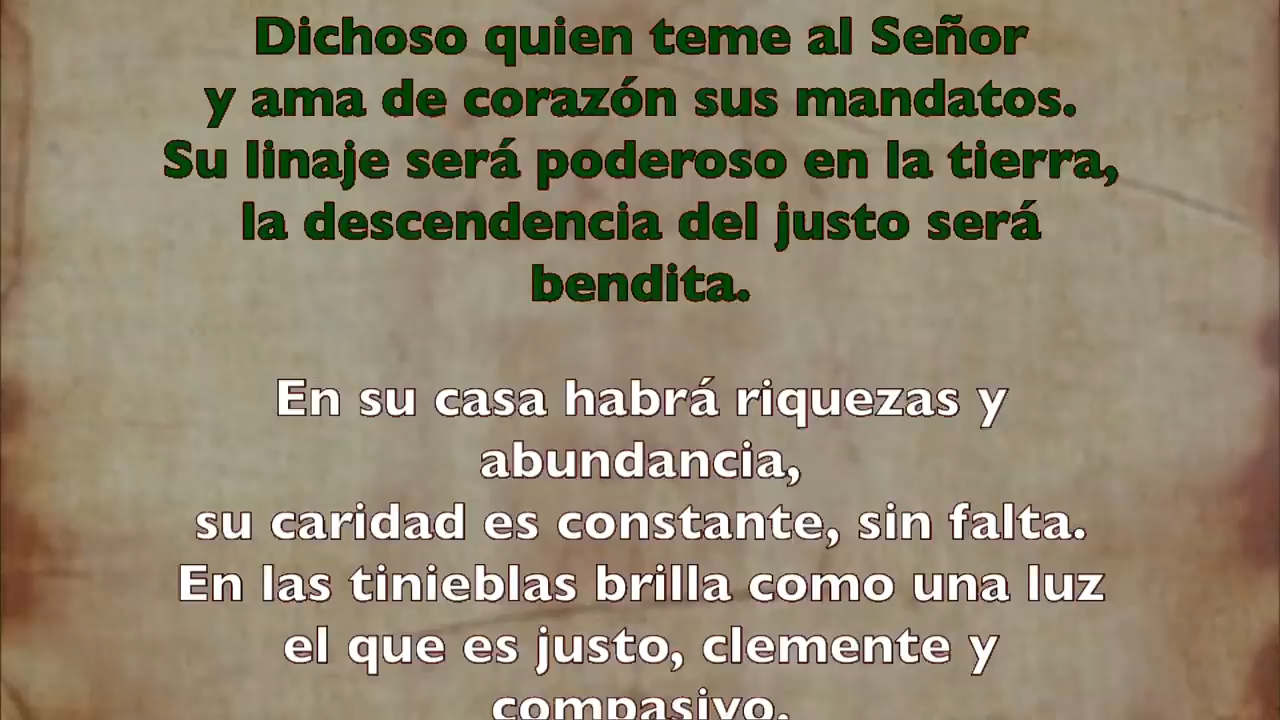 Dichoso quien teme al Señor
y ama de corazón sus mandatos.
Su linaje será poderoso en la tierra,
la descendencia del justo será
bendita.
En su casa habrá riquezas y
abundancia,
su caridad es constante, sin falta.
En las tinieblas brilla como una luz
el que es justo, clemente y
compasivo.